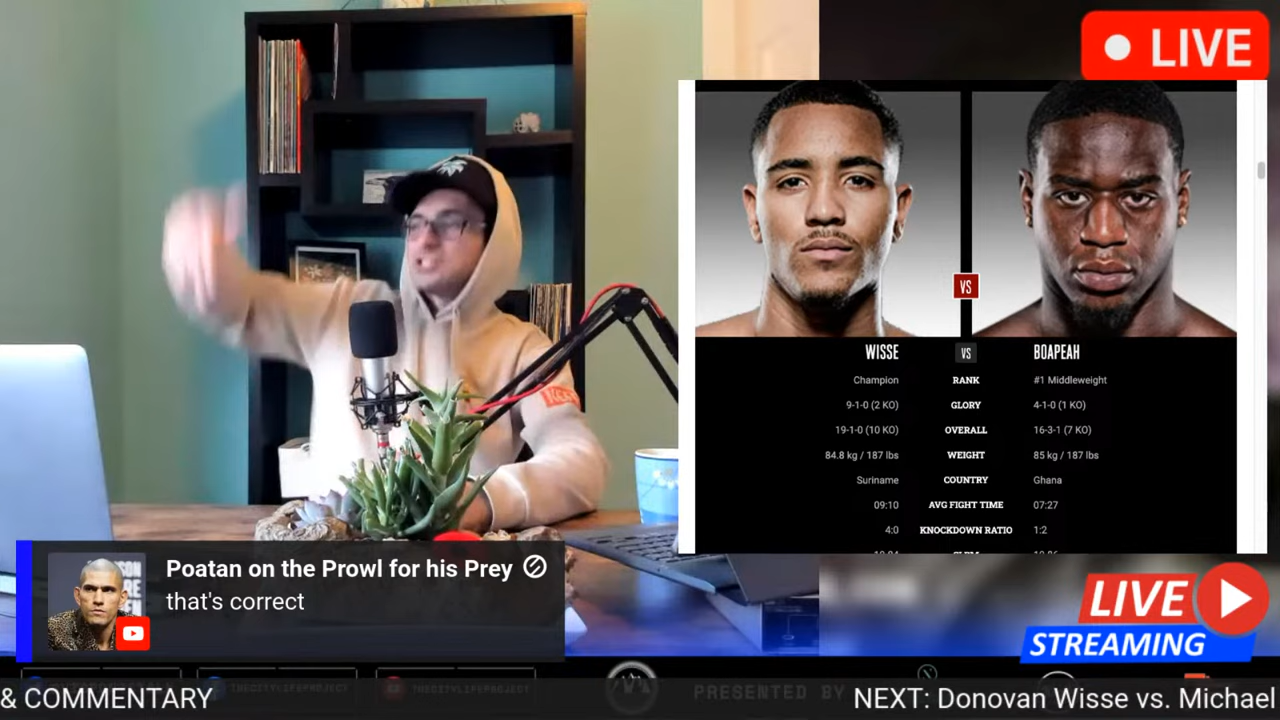 LIVE
VS
WISSE VS BOAPEAH
Champion RANK #1 Middleweight
9-1-0 (2 KO) GLORY 4-1-0 (1 KO)
19-1-0 (10 KO) OVERALL 16-3-1 (7 KO)
84.8 kg / 187 lbs WEIGHT 85 kg / 187 lbs
Suriname COUNTRY Ghana
09:10 AVG FIGHT TIME 07:27
4:0 KNOCKDOWN RATIO 1:2
Poatan on the Prowl for his Prey
that's correct
LIVE
STREAMING
THECITYLIFEPROJECT
THECITYLIFEPROJECT
PRESENTED BY
& COMMENTARY
NEXT: Donovan Wisse vs. Michael